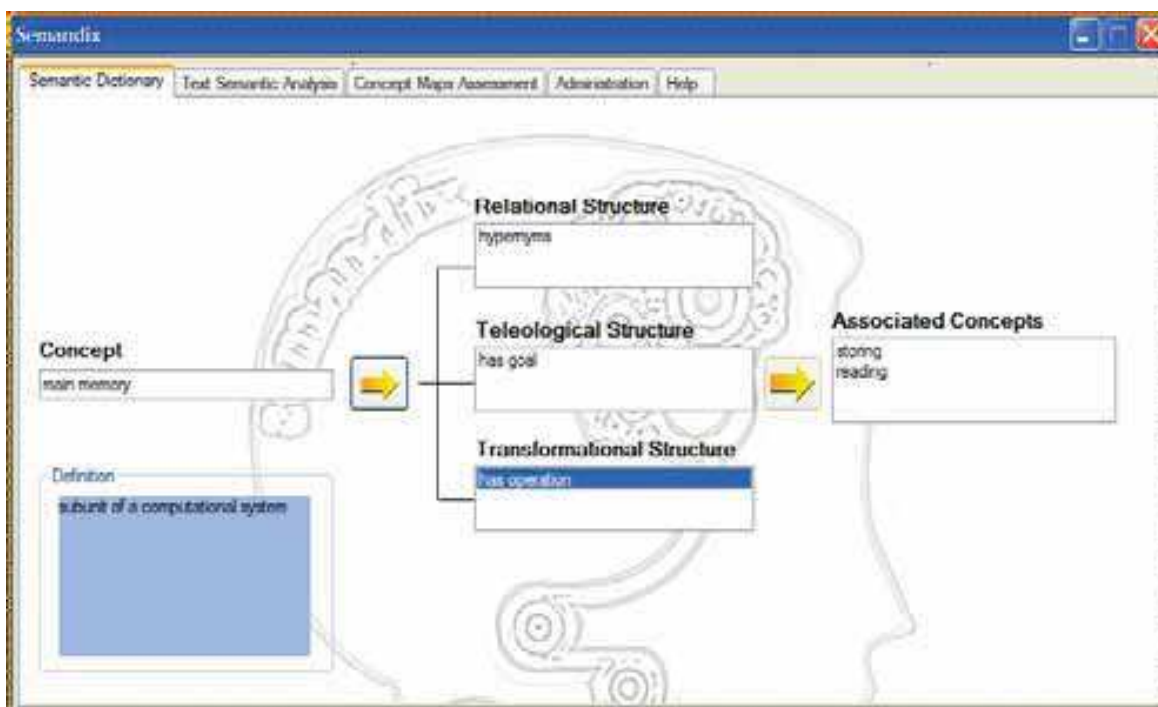 Semandix
Semantic Dictionary Text Semantic Analysis Concept Maps Assessment Administration Help
Relational Structure
hypernyms
Teleological Structure
has goal
Associated Concepts
storing
reading
Concept
main memory
Transformational Structure
has operation
Definition
subunit of a computational system